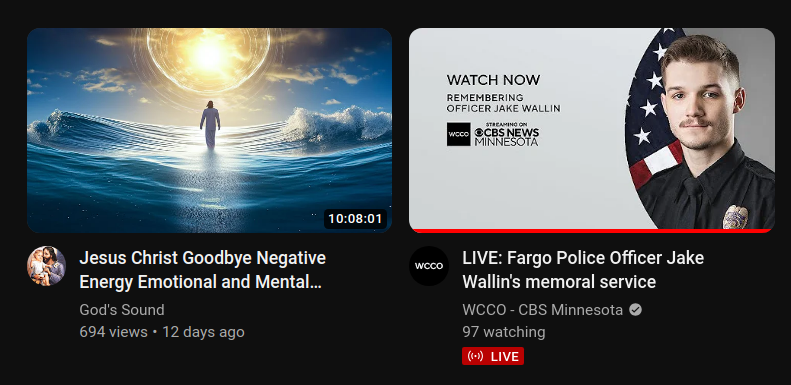 10:08:01
Jesus Christ Goodbye Negative
Energy Emotional and Mental...
God's Sound
694 views • 12 days ago
WATCH NOW
REMEMBERING
OFFICER JAKE WALLIN
STREAMING ON
WCCO CBS NEWS
MINNESOTA
WCCO
LIVE: Fargo Police Officer Jake
Wallin's memoral service
WCCO - CBS Minnesota
97 watching
LIVE